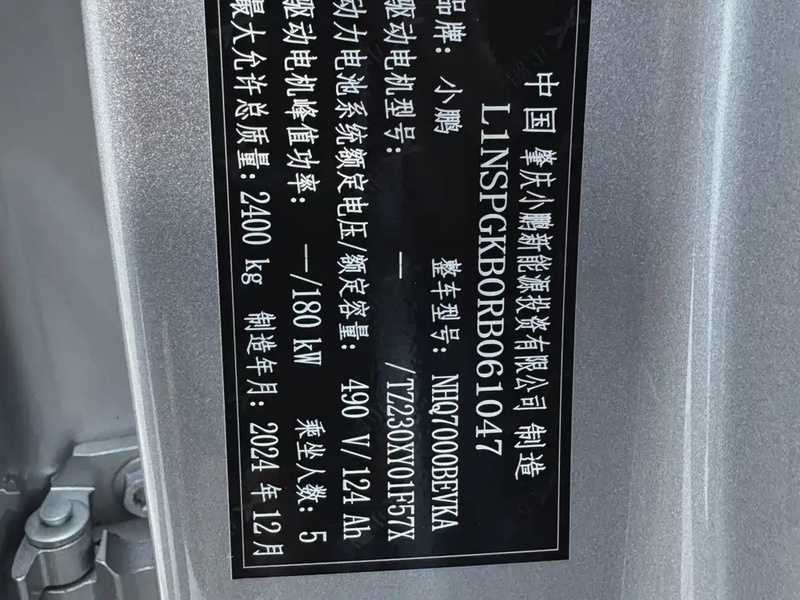 中国 肇庆小鹏新能源投资有限公司 制造
L1NSPGKB0RB061047
品牌: 小鹏 整车型号: NHQ7000BEVKA
驱动电机型号: -- /TZ230XY01F57X
动力电池系统额定电压/额定容量: 490 V/124 Ah
驱动电机峰值功率: --/180 kW 乘坐人数: 5
最大允许总质量: 2400 kg 制造年月: 2024 年 12 月